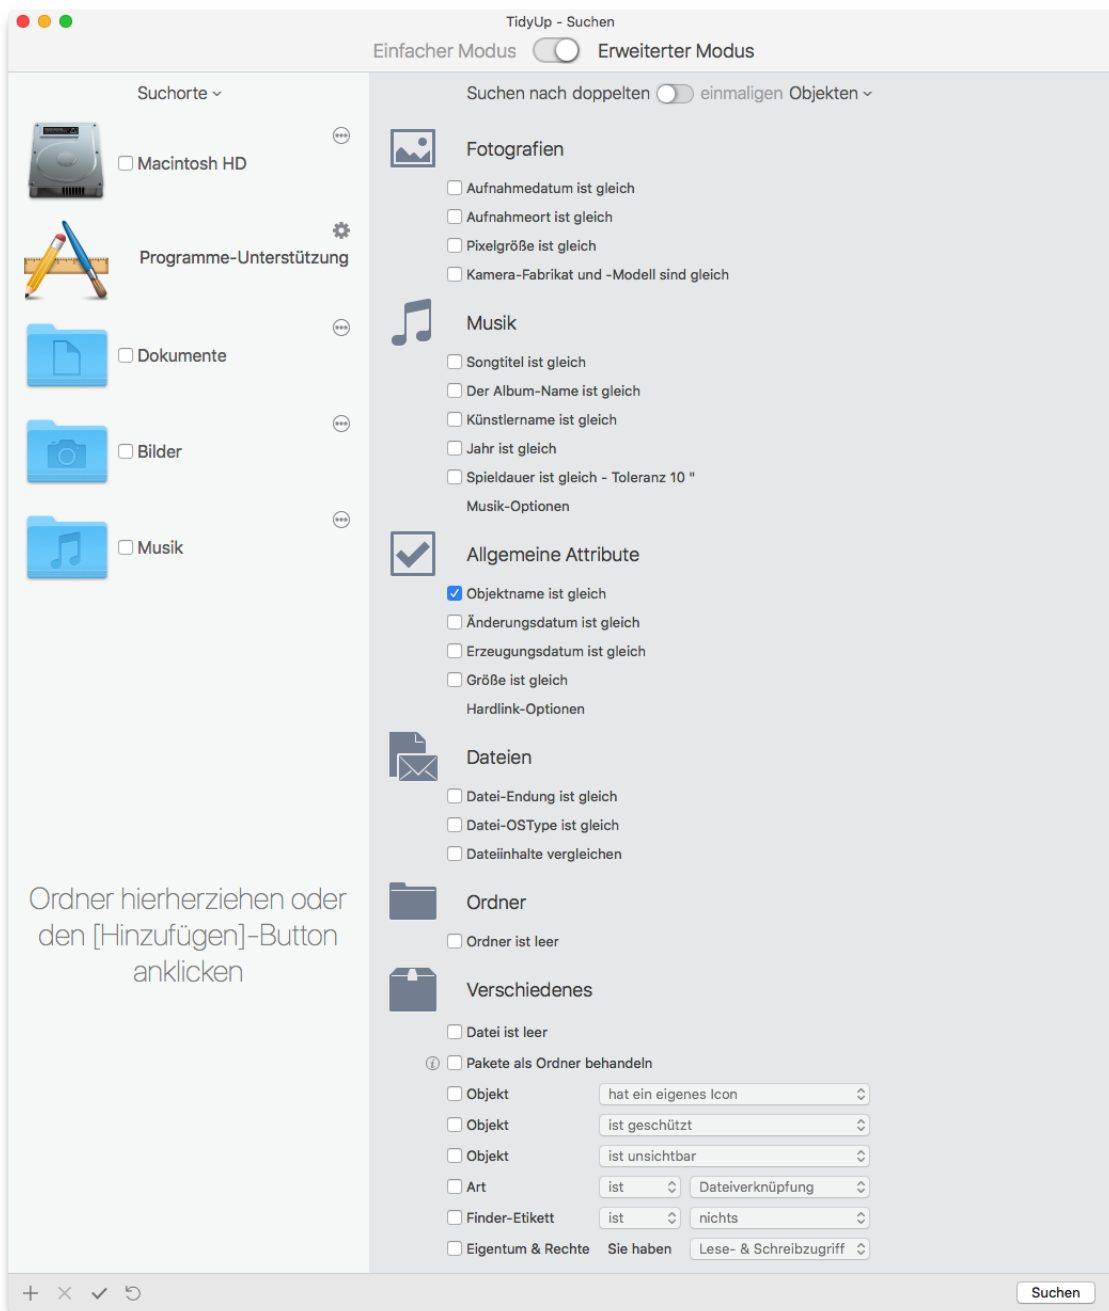 TidyUp - Suchen
Einfacher Modus Erweiterter Modus
Suchorte
Macintosh HD
Programme-Unterstützung
Dokumente
Bilder
Musik
Ordner hierherziehen oder
den [Hinzufügen]-Button
anklicken
Suchen nach doppelten einmaligen Objekten
Fotografien
Aufnahmedatum ist gleich
Aufnahmeort ist gleich
Pixelgröße ist gleich
Kamera-Fabrikat und -Modell sind gleich
Musik
Songtitel ist gleich
Der Album-Name ist gleich
Künstlername ist gleich
Jahr ist gleich
Spieldauer ist gleich - Toleranz 10 "
Musik-Optionen
Allgemeine Attribute
Objektname ist gleich
Änderungsdatum ist gleich
Erzeugungsdatum ist gleich
Größe ist gleich
Hardlink-Optionen
Dateien
Datei-Endung ist gleich
Datei-OSType ist gleich
Dateiinhalte vergleichen
Ordner
Ordner ist leer
Verschiedenes
Datei ist leer
Pakete als Ordner behandeln
Objekt hat ein eigenes Icon
Objekt ist geschützt
Objekt ist unsichtbar
Art ist Dateiverknüpfung
Finder-Etikett ist nichts
Eigentum & Rechte Sie haben Lese- & Schreibzugriff
Suchen